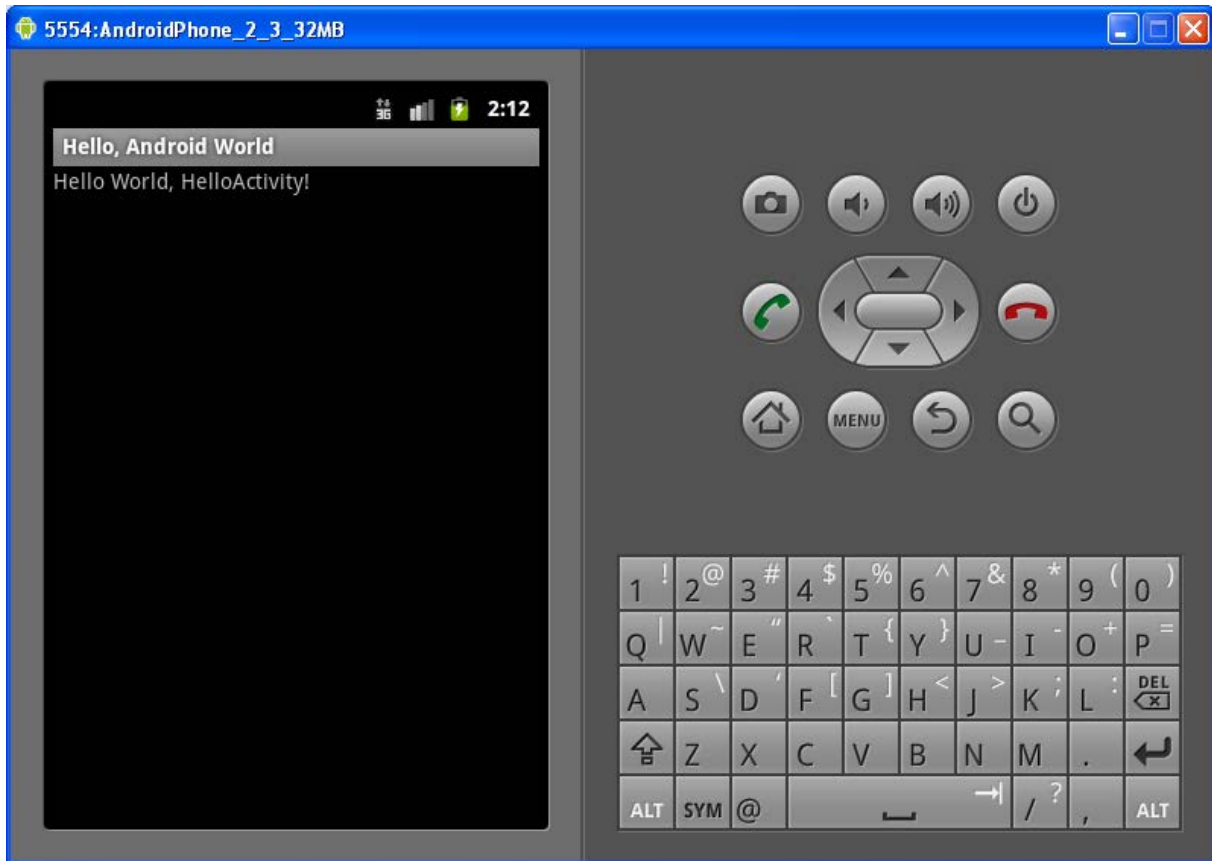 5554:AndroidPhone_2_3_32MB
3G 2:12
Hello, Android World
Hello World, HelloActivity!
MENU
1 ! 2 @ 3 # 4 $ 5 % 6 ^ 7 & 8 * 9 ( 0 )
Q | W ~ E " R ` T { Y } U _ I - O + P =
A S \ D ' F [ G ] H < J > K ; L : DEL
Z X C V B N M .
ALT SYM @ / ? , ALT